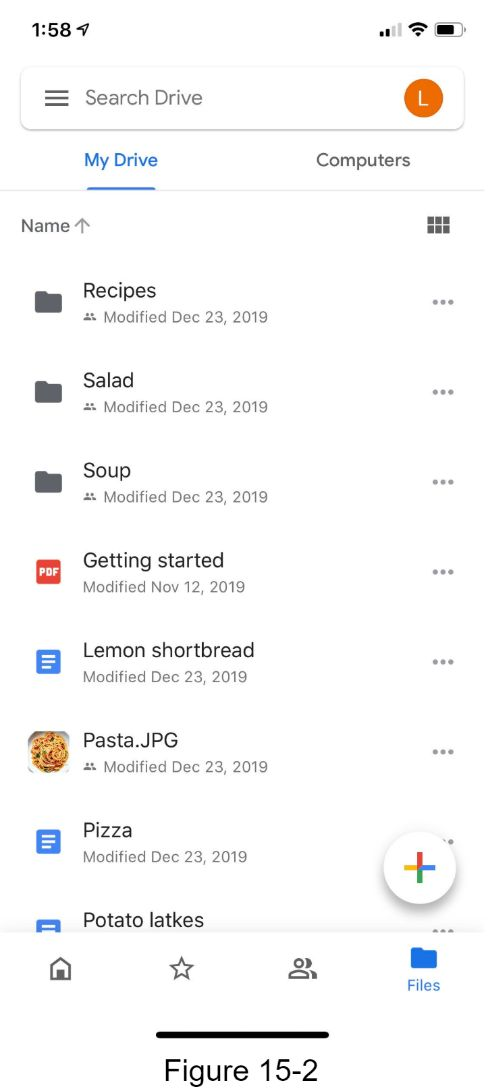 1:58
Search Drive
L
My Drive
Computers
Name
Recipes
Modified Dec 23, 2019
Salad
Modified Dec 23, 2019
Soup
Modified Dec 23, 2019
PDF
Getting started
Modified Nov 12, 2019
Lemon shortbread
Modified Dec 23, 2019
Pasta.JPG
Modified Dec 23, 2019
Pizza
Modified Dec 23, 2019
Potato latkes
Files
Figure 15-2